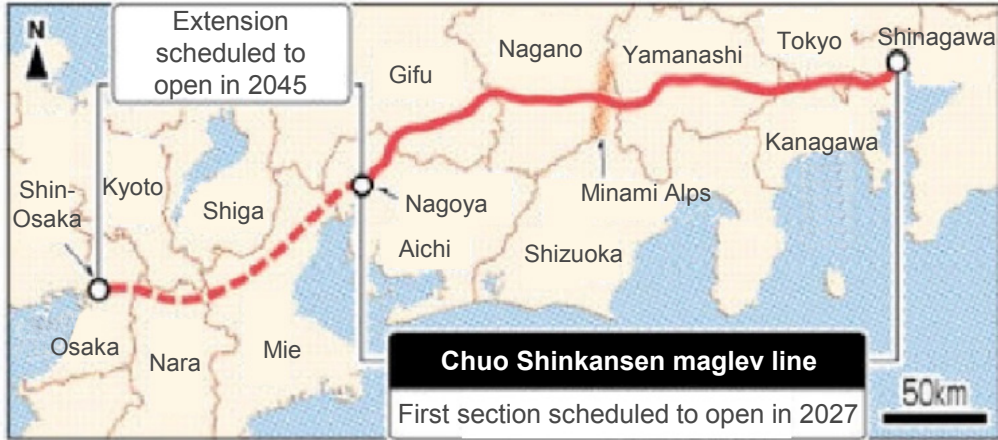 Extension
scheduled to
open in 2045
N
Gifu
Nagano
Yamanashi
Tokyo
Shinagawa
Kanagawa
Minami Alps
Shin-
Osaka
Kyoto
Shiga
Nagoya
Aichi
Shizuoka
Osaka
Nara
Mie
Chuo Shinkansen maglev line
First section scheduled to open in 2027
50km